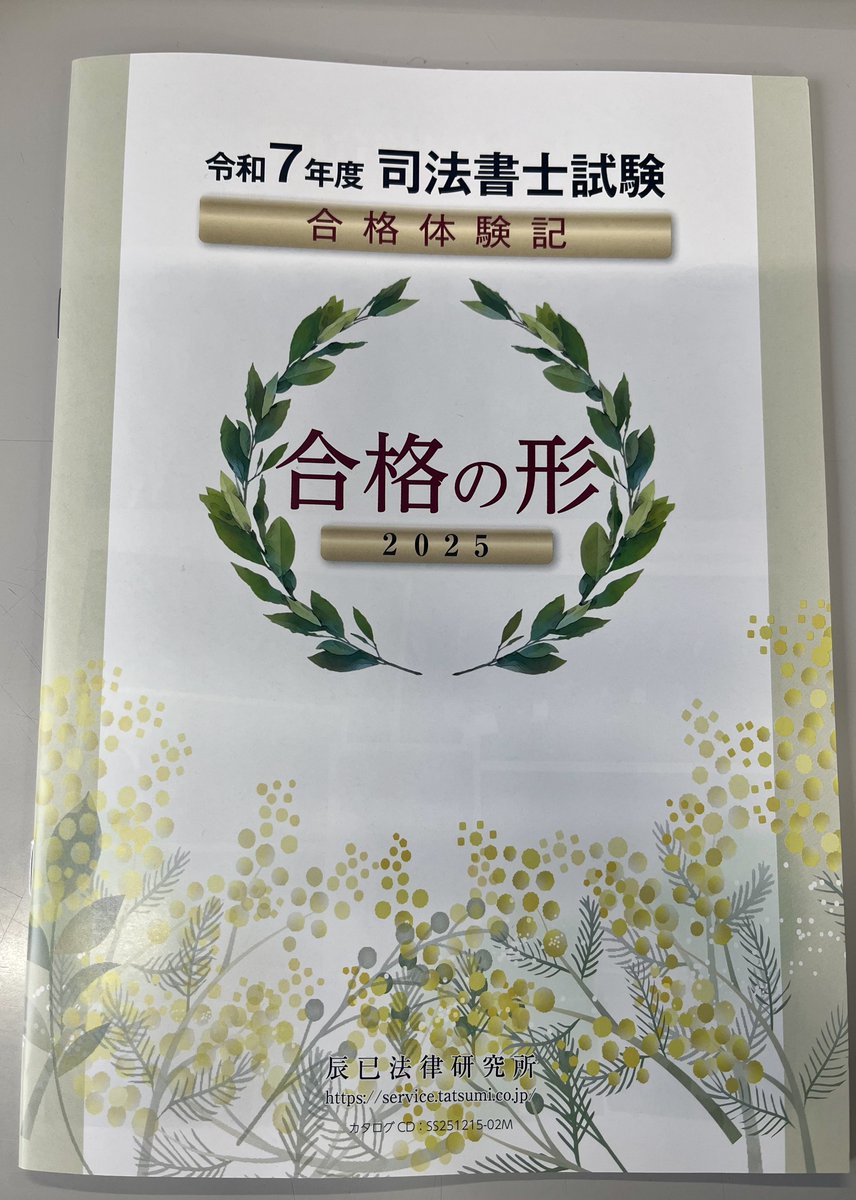 令和7年度 司法書士試験
合格体験記
合格の形
2025
辰已法律研究所
https://service.tatsumi.co.jp/
カタログCD：SS251215-02M